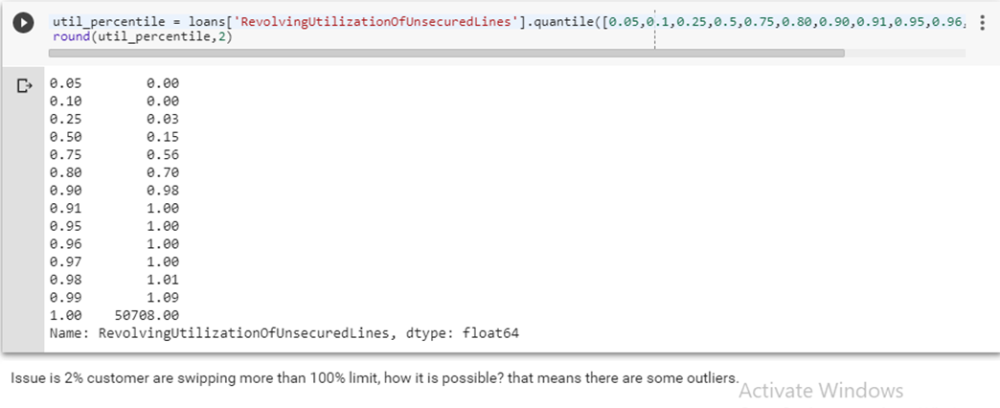 util_percentile = loans['RevolvingUtilizationOfUnsecuredLines'].quantile([0.05,0.1,0.25,0.5,0.75,0.80,0.90,0.91,0.95,0.96,
round(util_percentile,2)
0.05 0.00
0.10 0.00
0.25 0.03
0.50 0.15
0.75 0.56
0.80 0.70
0.90 0.98
0.91 1.00
0.95 1.00
0.96 1.00
0.97 1.00
0.98 1.01
0.99 1.09
1.00 50708.00
Name: RevolvingUtilizationOfUnsecuredLines, dtype: float64
Issue is 2% customer are swipping more than 100% limit, how it is possible? that means there are some outliers.
Activate Windows